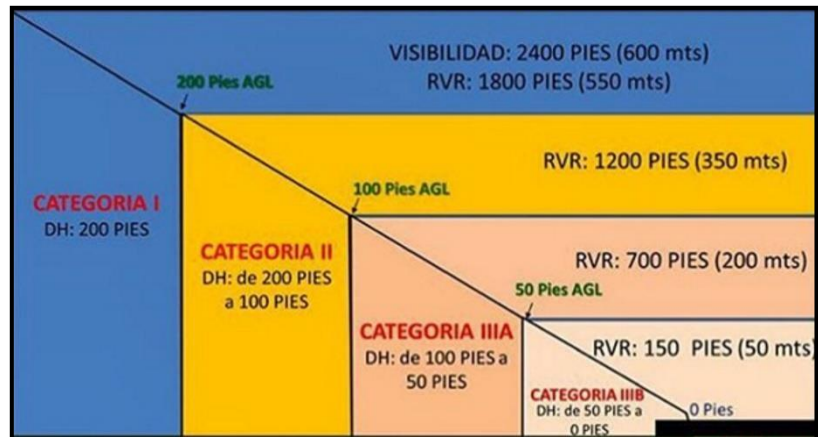 VISIBILIDAD: 2400 PIES (600 mts)
RVR: 1800 PIES (550 mts)
200 Pies AGL
RVR: 1200 PIES (350 mts)
100 Pies AGL
CATEGORIA I
DH: 200 PIES
CATEGORIA II
DH: de 200 PIES
a 100 PIES
RVR: 700 PIES (200 mts)
50 Pies AGL
CATEGORIA IIIA
DH: de 100 PIES a
50 PIES
RVR: 150 PIES (50 mts)
CATEGORIA IIIB
DH: de 50 PIES a
0 PIES
0 Pies